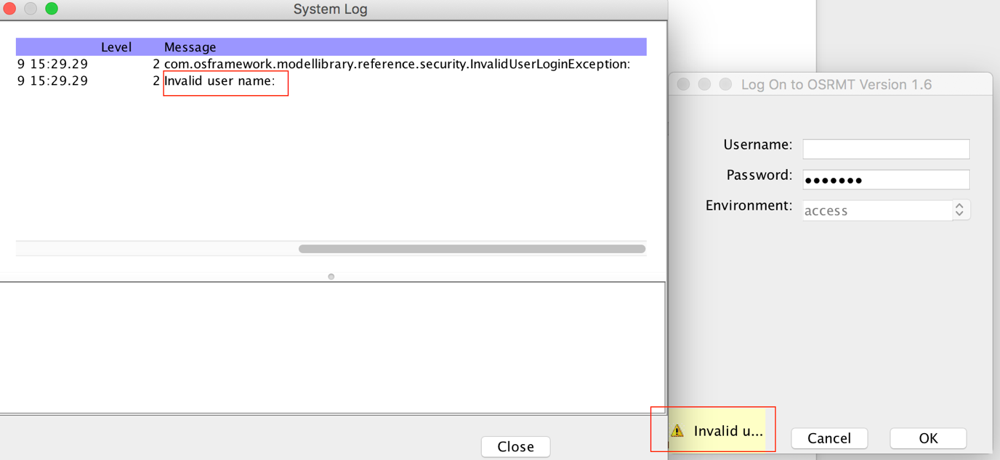 System Log
Level Message
9 15:29.29 2 com.osframework.modellibrary.reference.security.InvalidUserLoginException:
9 15:29.29 2 Invalid user name:
Close
Log On to OSRMT Version 1.6
Username:
Password: •••••••
Environment: access
Invalid u... Cancel OK